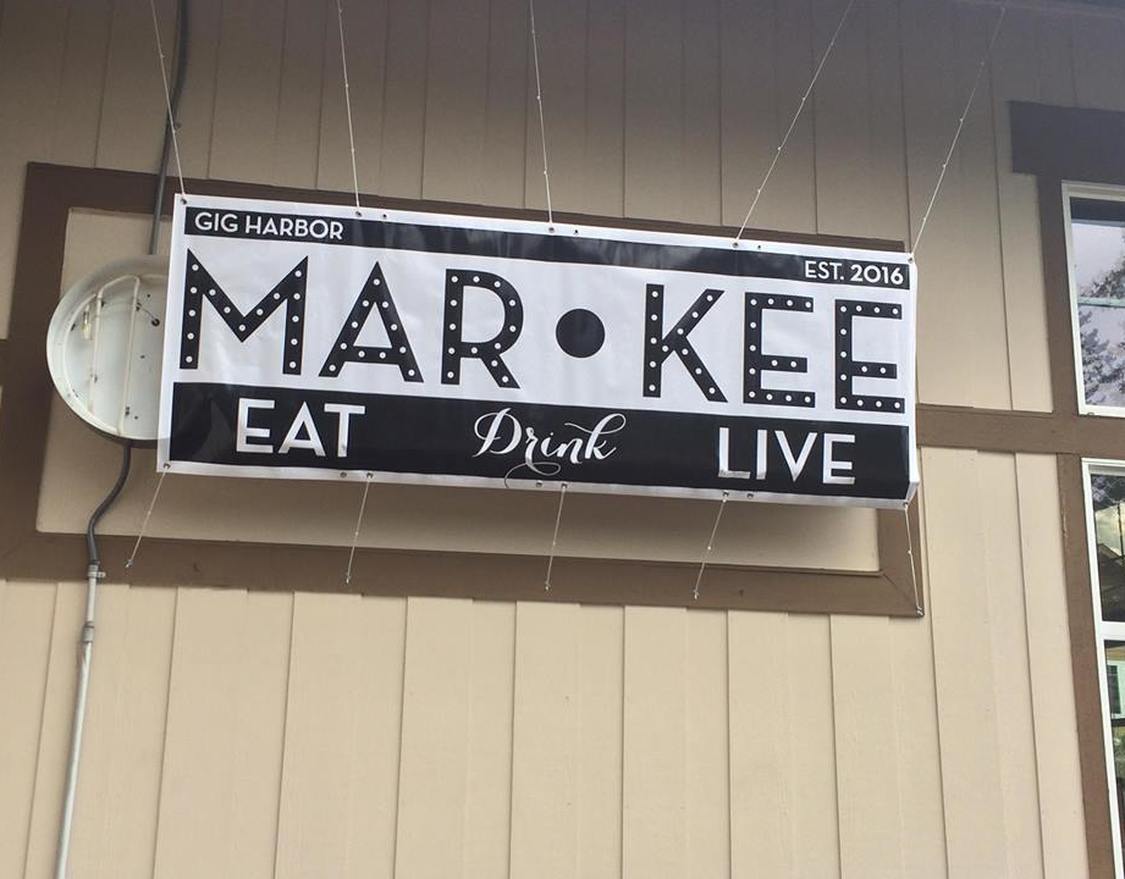 GIG HARBOR
EST. 2016
MAR • KEE
EAT Drink LIVE